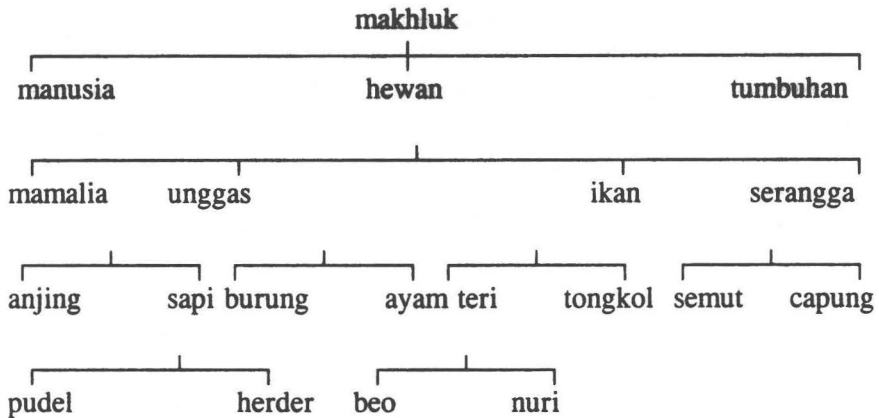 makhluk
manusia hewan tumbuhan
mamalia unggas ikan serangga
anjing sapi burung ayam teri tongkol semut capung
pudel herder beo nuri